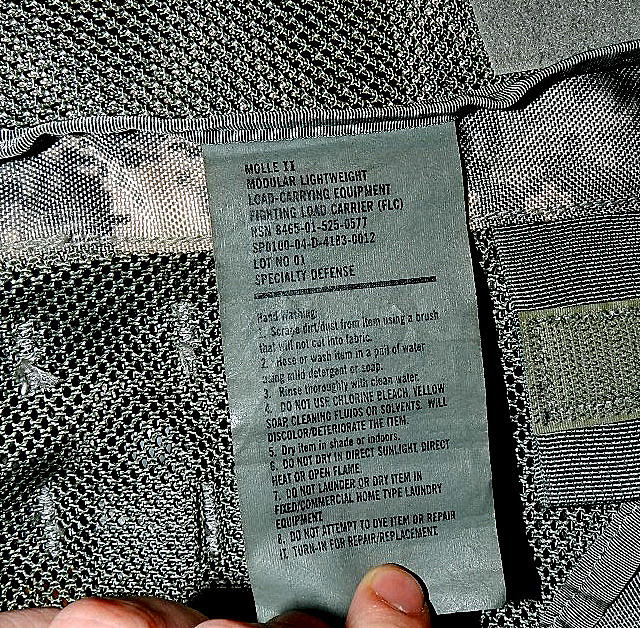 MOLLE II
MODULAR LIGHTWEIGHT
LOAD-CARRYING EQUIPMENT
FIGHTING LOAD CARRIER (FLC)
NSN 8465-01-525-0577
SP0100-04-D-4183-0012
LOT NO 01
SPECIALTY DEFENSE
Hand Washing:
1. Scrape dirt/dust from item using a brush
that will not cut into fabric.
2. Hose or wash item in a pail of water
using mild detergent or soap.
3. Rinse thoroughly with clean water.
4. DO NOT USE CHLORINE BLEACH, YELLOW
SOAP, CLEANING FLUIDS OR SOLVENTS. WILL
DISCOLOR/DETERIORATE THE ITEM.
5. Dry item in shade or indoors.
6. DO NOT DRY IN DIRECT SUNLIGHT, DIRECT
HEAT OR OPEN FLAME.
7. DO NOT LAUNDER OR DRY ITEM IN
FIXED/COMMERCIAL HOME TYPE LAUNDRY
EQUIPMENT.
8. DO NOT ATTEMPT TO DYE ITEM OR REPAIR
IT. TURN-IN FOR REPAIR/REPLACEMENT